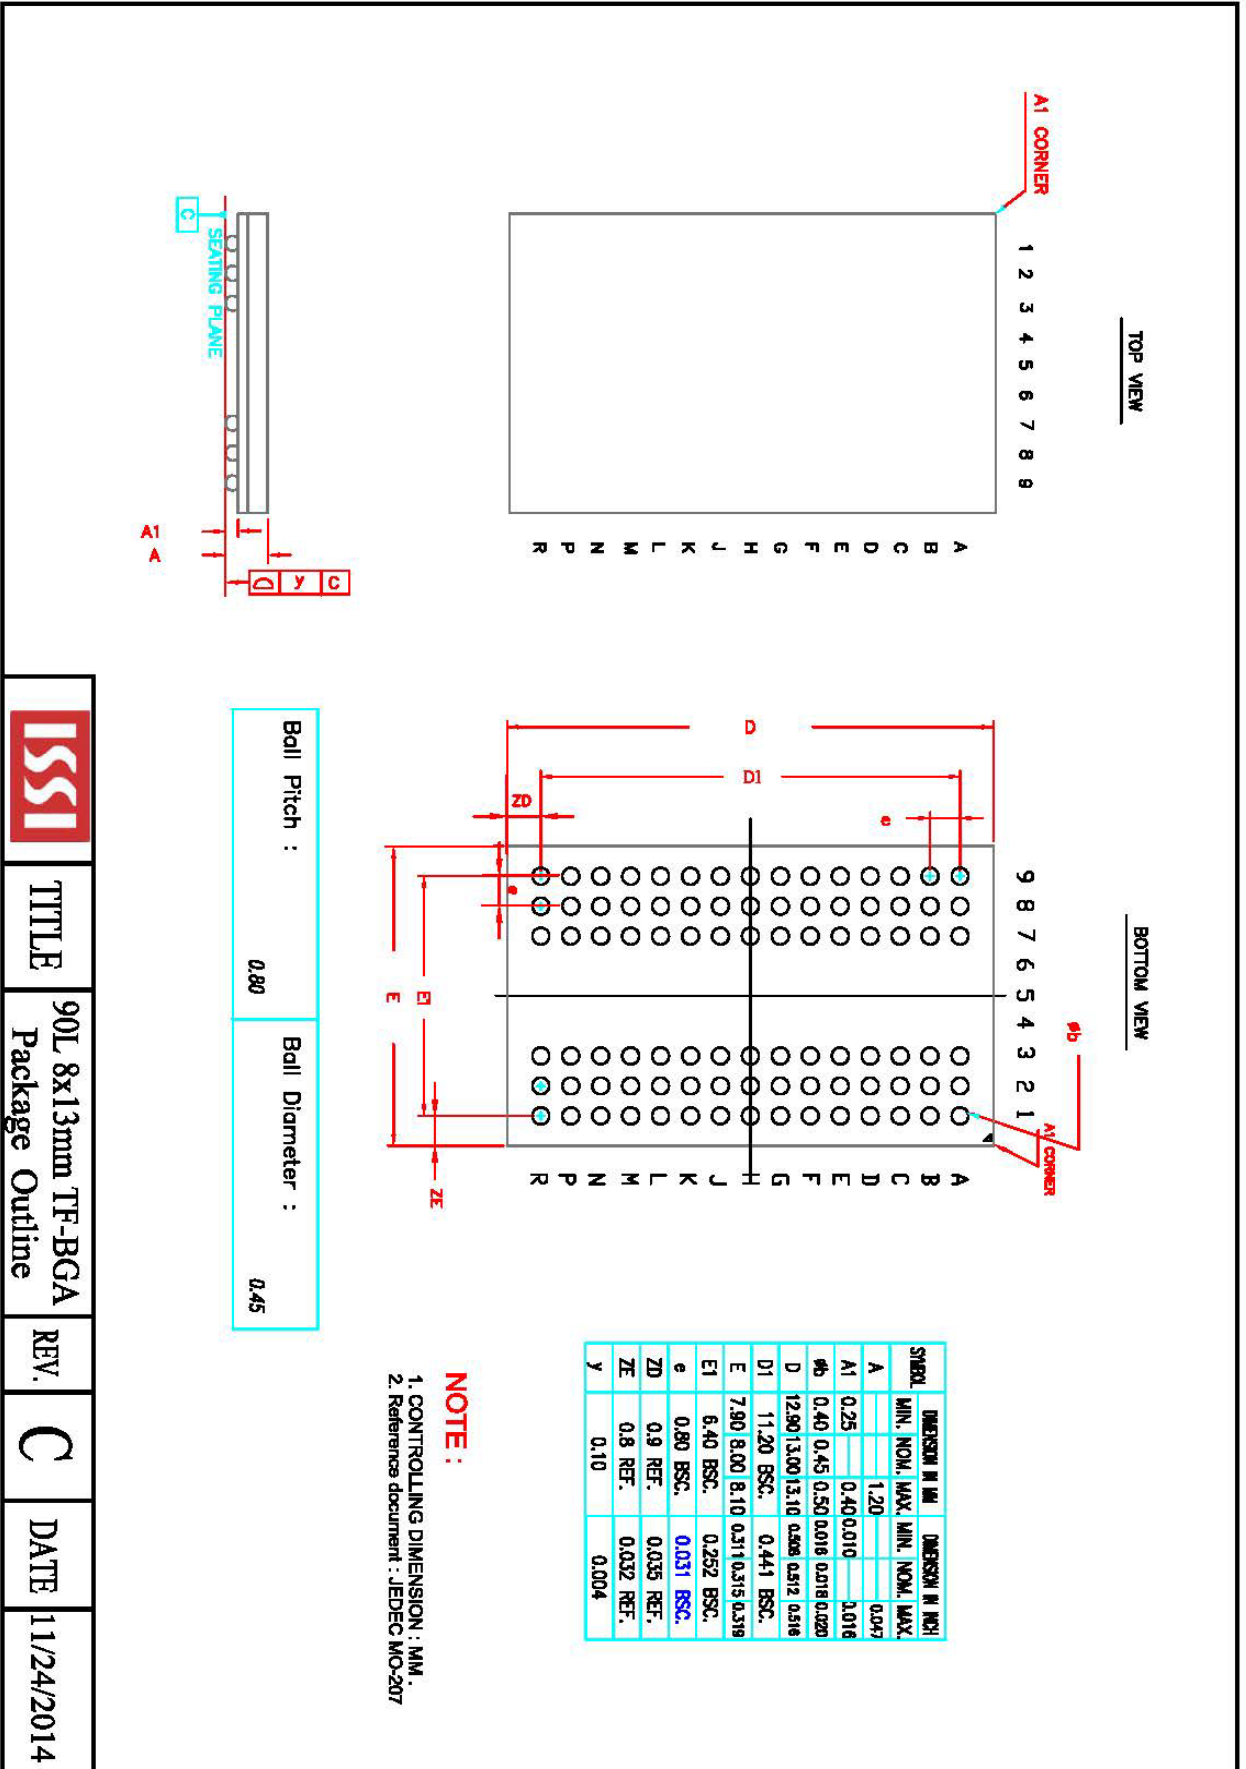 TOP VIEW
A1 CORNER
1 2 3 4 5 6 7 8 9
A
B
C
D
E
F
G
H
J
K
L
M
N
P
R
C
SEATING PLANE
A1
A
y C
BOTTOM VIEW
øb
A1 CORNER
9 8 7 6 5 4 3 2 1
A
B
C
D
E
F
G
H
J
K
L
M
N
P
R
D
D1
e
ZD
e
E1
E
ZE
SYMBOL DIMENSION IN MM DIMENSION IN INCH
MIN. NOM. MAX. MIN. NOM. MAX.
A 1.20 0.047
A1 0.25 0.40 0.010 0.016
øb 0.40 0.45 0.50 0.016 0.018 0.020
D 12.90 13.00 13.10 0.508 0.512 0.516
D1 11.20 BSC. 0.441 BSC.
E 7.90 8.00 8.10 0.311 0.315 0.319
E1 6.40 BSC. 0.252 BSC.
e 0.80 BSC. 0.031 BSC.
ZD 0.9 REF. 0.035 REF.
ZE 0.8 REF. 0.032 REF.
y 0.10 0.004
NOTE :
1. CONTROLLING DIMENSION : MM .
2. Reference document : JEDEC MO-207
Ball Pitch : 0.80
Ball Diameter : 0.45
ISSI
TITLE
90L 8x13mm TF-BGA
Package Outline
REV.
C
DATE
11/24/2014